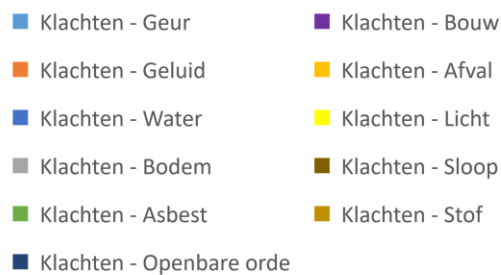 Klachten - Geur
Klachten - Bouw
Klachten - Geluid
Klachten - Afval
Klachten - Water
Klachten - Licht
Klachten - Bodem
Klachten - Sloop
Klachten - Asbest
Klachten - Stof
Klachten - Openbare orde